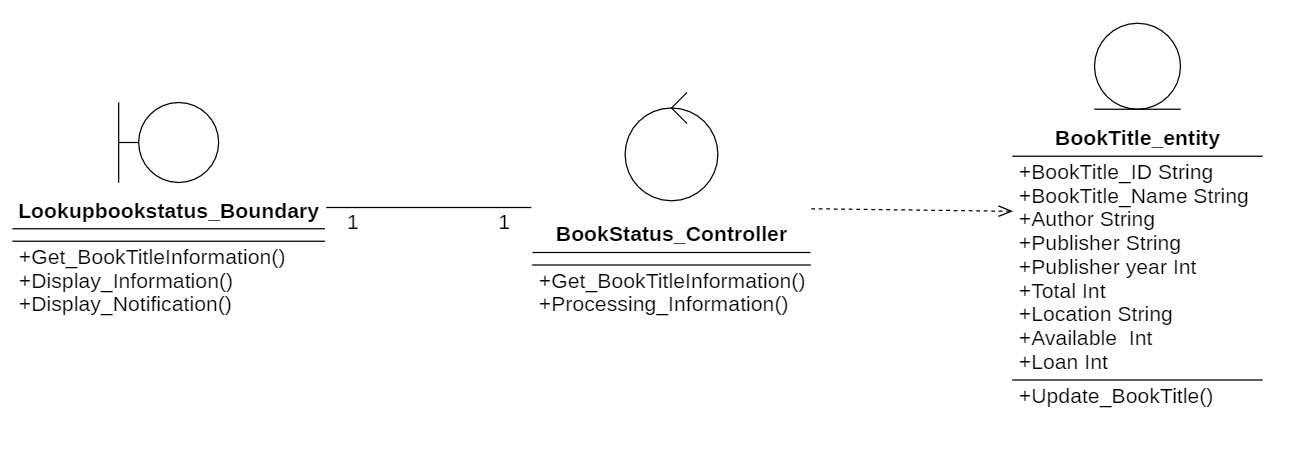 Lookupbookstatus_Boundary
+Get_BookTitleInformation()
+Display_Information()
+Display_Notification()
1
1
BookStatus_Controller
+Get_BookTitleInformation()
+Processing_Information()
BookTitle_entity
+BookTitle_ID String
+BookTitle_Name String
+Author String
+Publisher String
+Publisher year Int
+Total Int
+Location String
+Available  Int
+Loan Int
+Update_BookTitle()